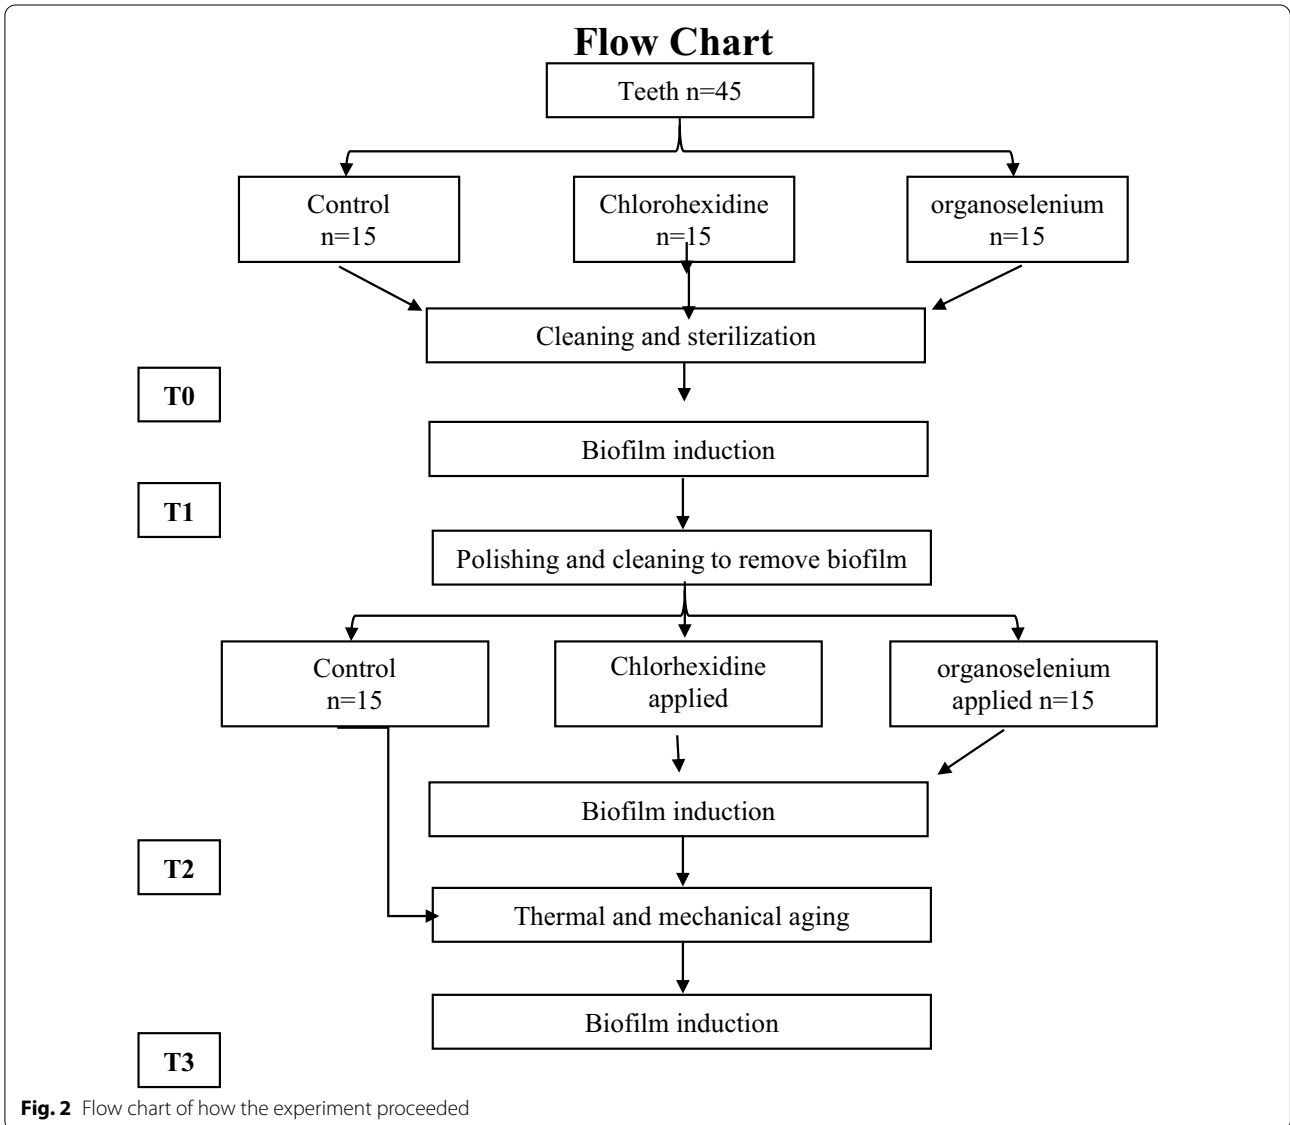 Flow Chart
Teeth n=45
Control
n=15
Chlorohexidine
n=15
organoselenium
n=15
Cleaning and sterilization
T0
Biofilm induction
T1
Polishing and cleaning to remove biofilm
Control
n=15
Chlorhexidine
applied
organoselenium
applied n=15
Biofilm induction
T2
Thermal and mechanical aging
Biofilm induction
T3
Fig. 2 Flow chart of how the experiment proceeded